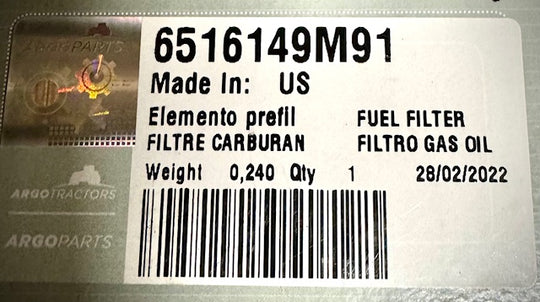 ARGOPARTS
6516149M91
Made In: US
Elemento prefil FUEL FILTER
FILTRE CARBURAN FILTRO GAS OIL
Weight 0,240 Qty 1 28/02/2022
ARGOTRACTORS
ARGOPARTS